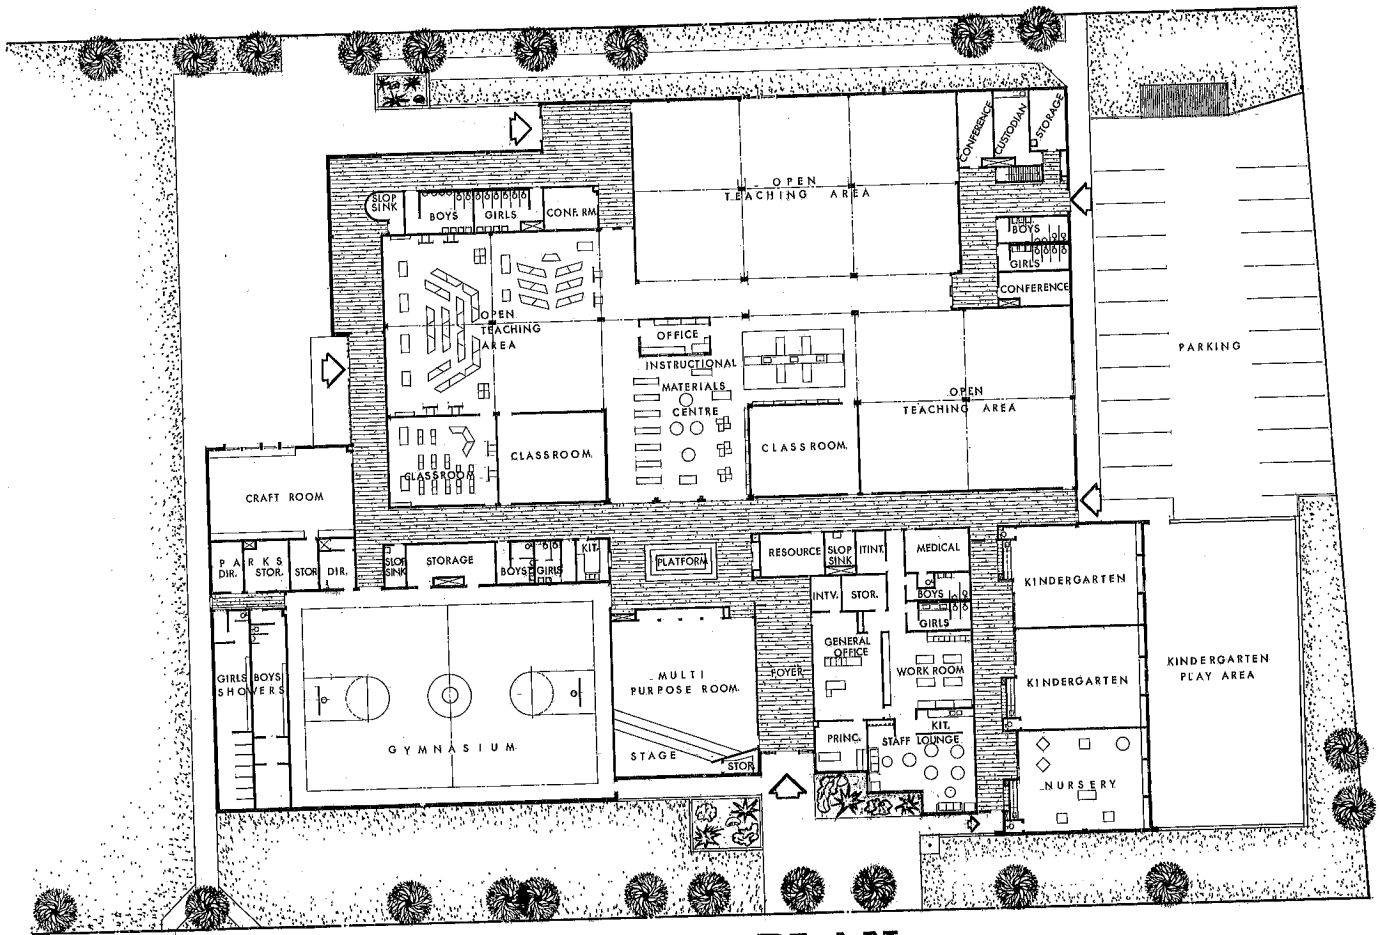 CONFERENCE
CUSTODIAN
STORAGE
OPEN
TEACHING AREA
SLOP
SINK
BOYS
GIRLS
CONF. RM.
BOYS
GIRLS
CONFERENCE
OPEN
TEACHING
AREA
OFFICE
INSTRUCTIONAL
MATERIALS
CENTRE
PARKING
OPEN
TEACHING AREA
CLASSROOM
CLASSROOM.
CLASSROOM.
CRAFT ROOM
PARKS
DIR.
STOR.
STOR
DIR.
SLOP
SINK
STORAGE
BOYS
GIRLS
KIT.
PLATFORM
RESOURCE
SLOP
SINK
ITINT.
MEDICAL
INTV.
STOR.
BOYS
GIRLS
KINDERGARTEN
GENERAL
OFFICE
WORK ROOM
FOYER
GIRLS
BOYS
SHOWERS
GYMNASIUM
MULTI
PURPOSE ROOM.
STAGE
STOR.
PRINC.
KIT.
STAFF LOUNGE
KINDERGARTEN
KINDERGARTEN
PLAY AREA
NURSERY